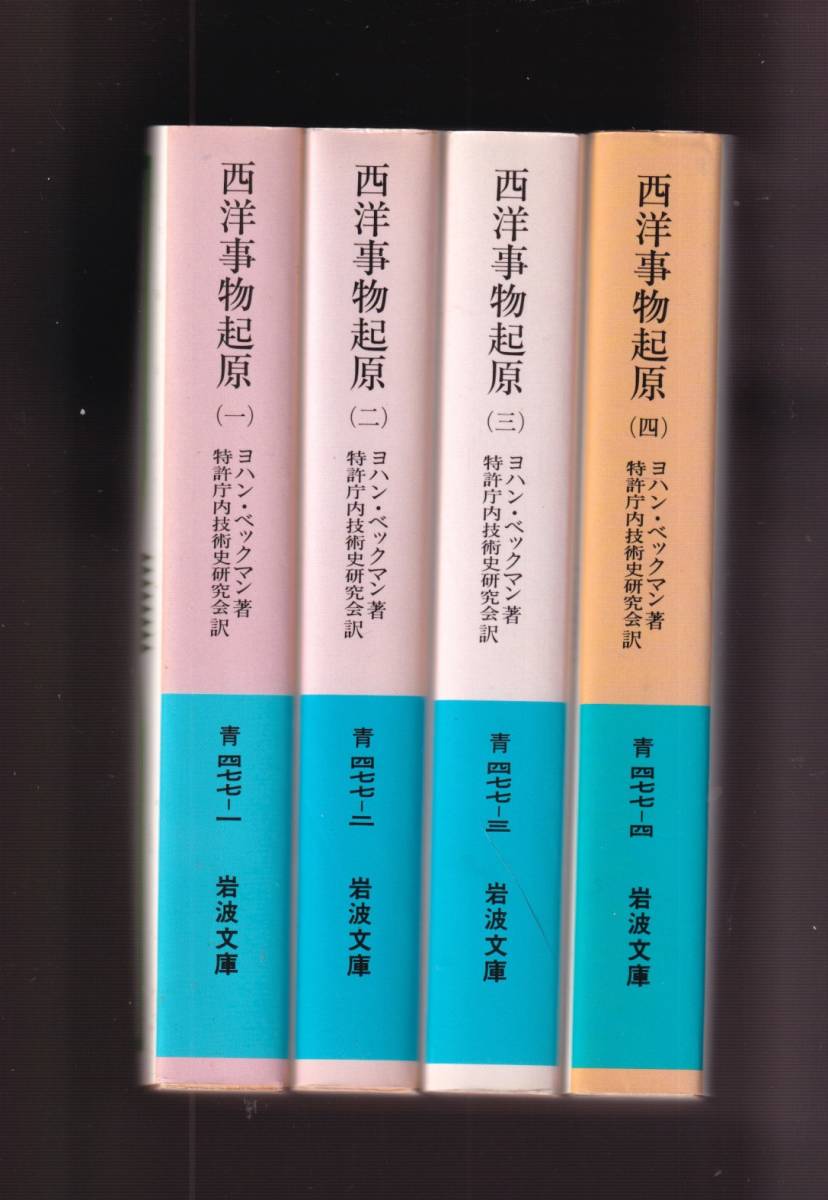 西洋事物起原(一)
ヨハン・ベックマン著
特許庁内技術史研究会訳
青四七七-一
岩波文庫
西洋事物起原(二)
ヨハン・ベックマン著
特許庁内技術史研究会訳
青四七七-二
岩波文庫
西洋事物起原(三)
ヨハン・ベックマン著
特許庁内技術史研究会訳
青四七七-三
岩波文庫
西洋事物起原(四)
ヨハン・ベックマン著
特許庁内技術史研究会訳
青四七七-四
岩波文庫